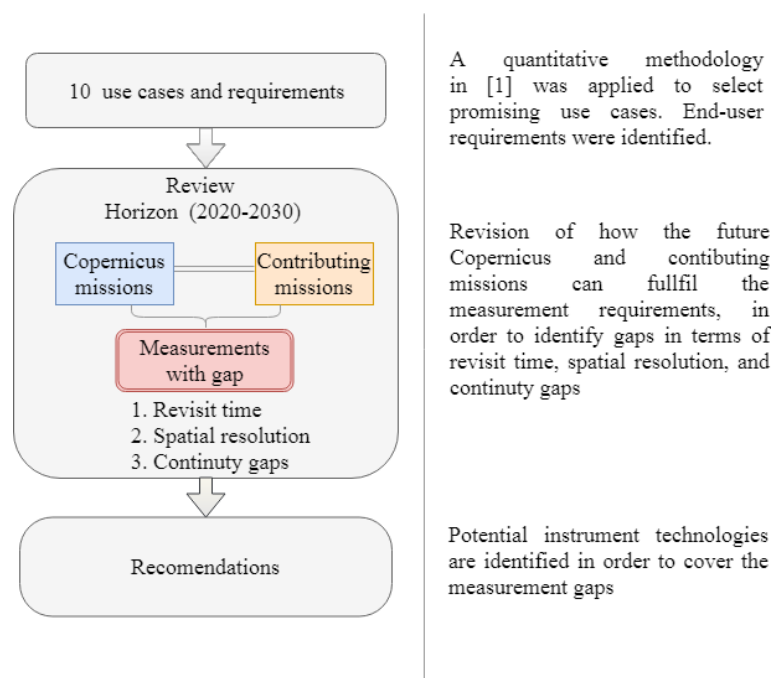 10 use cases and requirements
A quantitative methodology
in [1] was applied to select
promising use cases. End-user
requirements were identified.
Review
Horizon (2020-2030)
Copernicus
missions
Contributing
missions
Measurements
with gap
1. Revisit time
2. Spatial resolution
3. Continuty gaps
Revision of how the future
Copernicus and contibuting
missions can fullfil the
measurement requirements, in
order to identify gaps in terms of
revisit time, spatial resolution, and
continuty gaps
Recomendations
Potential instrument technologies
are identified in order to cover the
measurement gaps